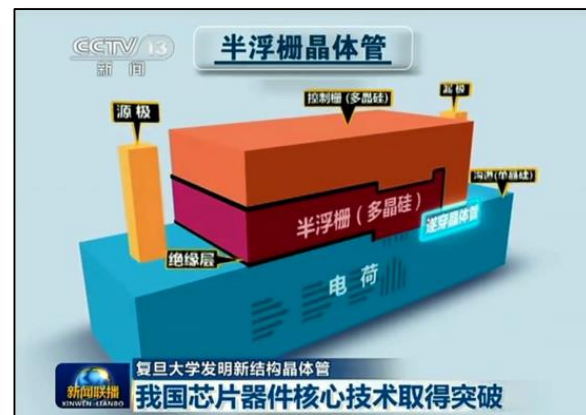 CCTV 13
新闻
半浮栅晶体管
控制栅(多晶硅)
漏极
源极
沟道(单晶硅)
半浮栅(多晶硅)
隧穿晶体管
绝缘层
电荷
复旦大学发明新结构晶体管
新闻联播
XINWEN LIANBO
我国芯片器件核心技术取得突破